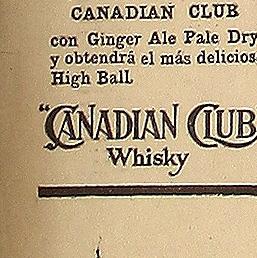 CANADIAN CLUB
con Ginger Ale Pale Dry
y obtendrá el más delicios
High Ball.
"CANADIAN CLUB
Whisky